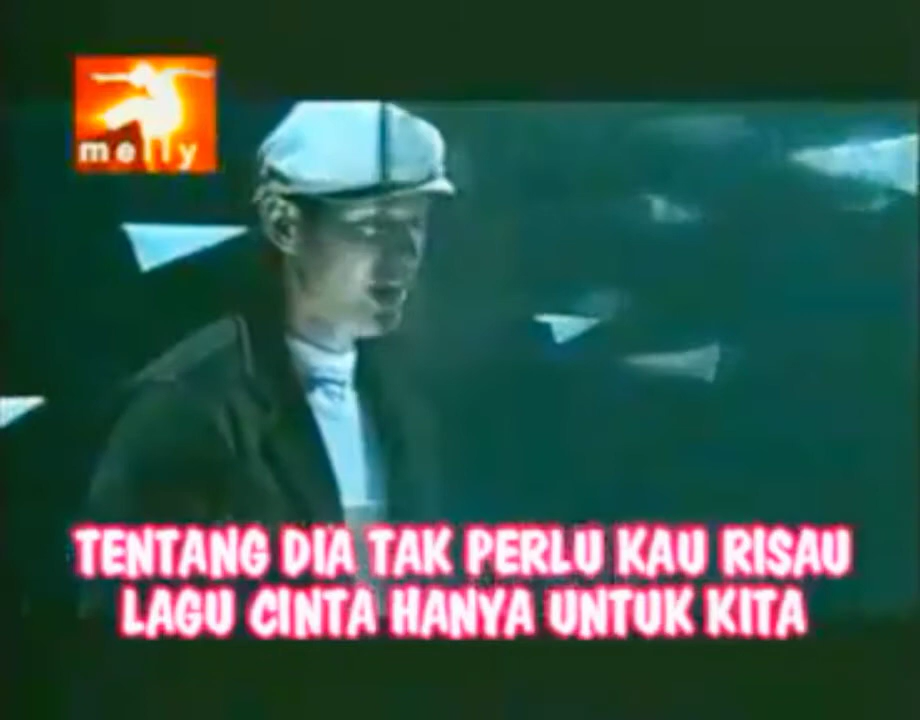 melly
TENTANG DIA TAK PERLU KAU RISAU
LAGU CINTA HANYA UNTUK KITA